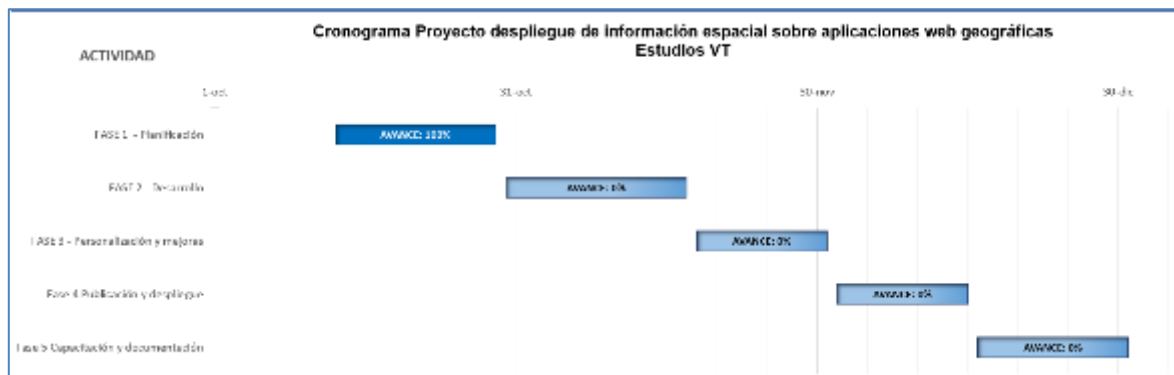 Cronograma Proyecto despliegue de información espacial sobre aplicaciones web geográficas
Estudios VT
ACTIVIDAD
1-oct
31-oct
30-nov
30-dic
FASE 1 - Planificación
AVANCE: 100%
FASE 2 - Desarrollo
AVANCE: 0%
FASE 3 - Personalización y mejoras
AVANCE: 0%
Fase 4 Publicación y despliegue
AVANCE: 0%
Fase 5 Capacitación y documentación
AVANCE: 0%